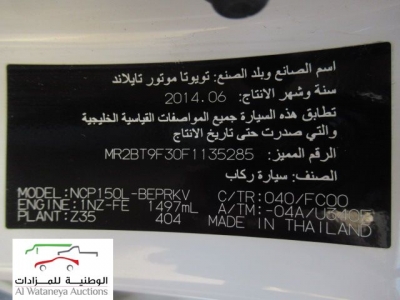 اسم الصانع وبلد الصنع: تويوتا موتور تايلاند
سنة وشهر الانتاج: 2014.06
تطابق هذه السيارة جميع المواصفات القياسية الخليجية
والتي صدرت حتى تاريخ الانتاج
الرقم المميز: MR2BT9F30F1135285
الصنف: سيارة ركاب
MODEL: NCP150L-BEPRKV C/TR: 040/FC00
ENGINE: 1NZ-FE 1497mL A/TM: -04A/U340E
PLANT: Z35 404 MADE IN THAILAND
الوطنية للمزادات
Al Wataneya Auctions